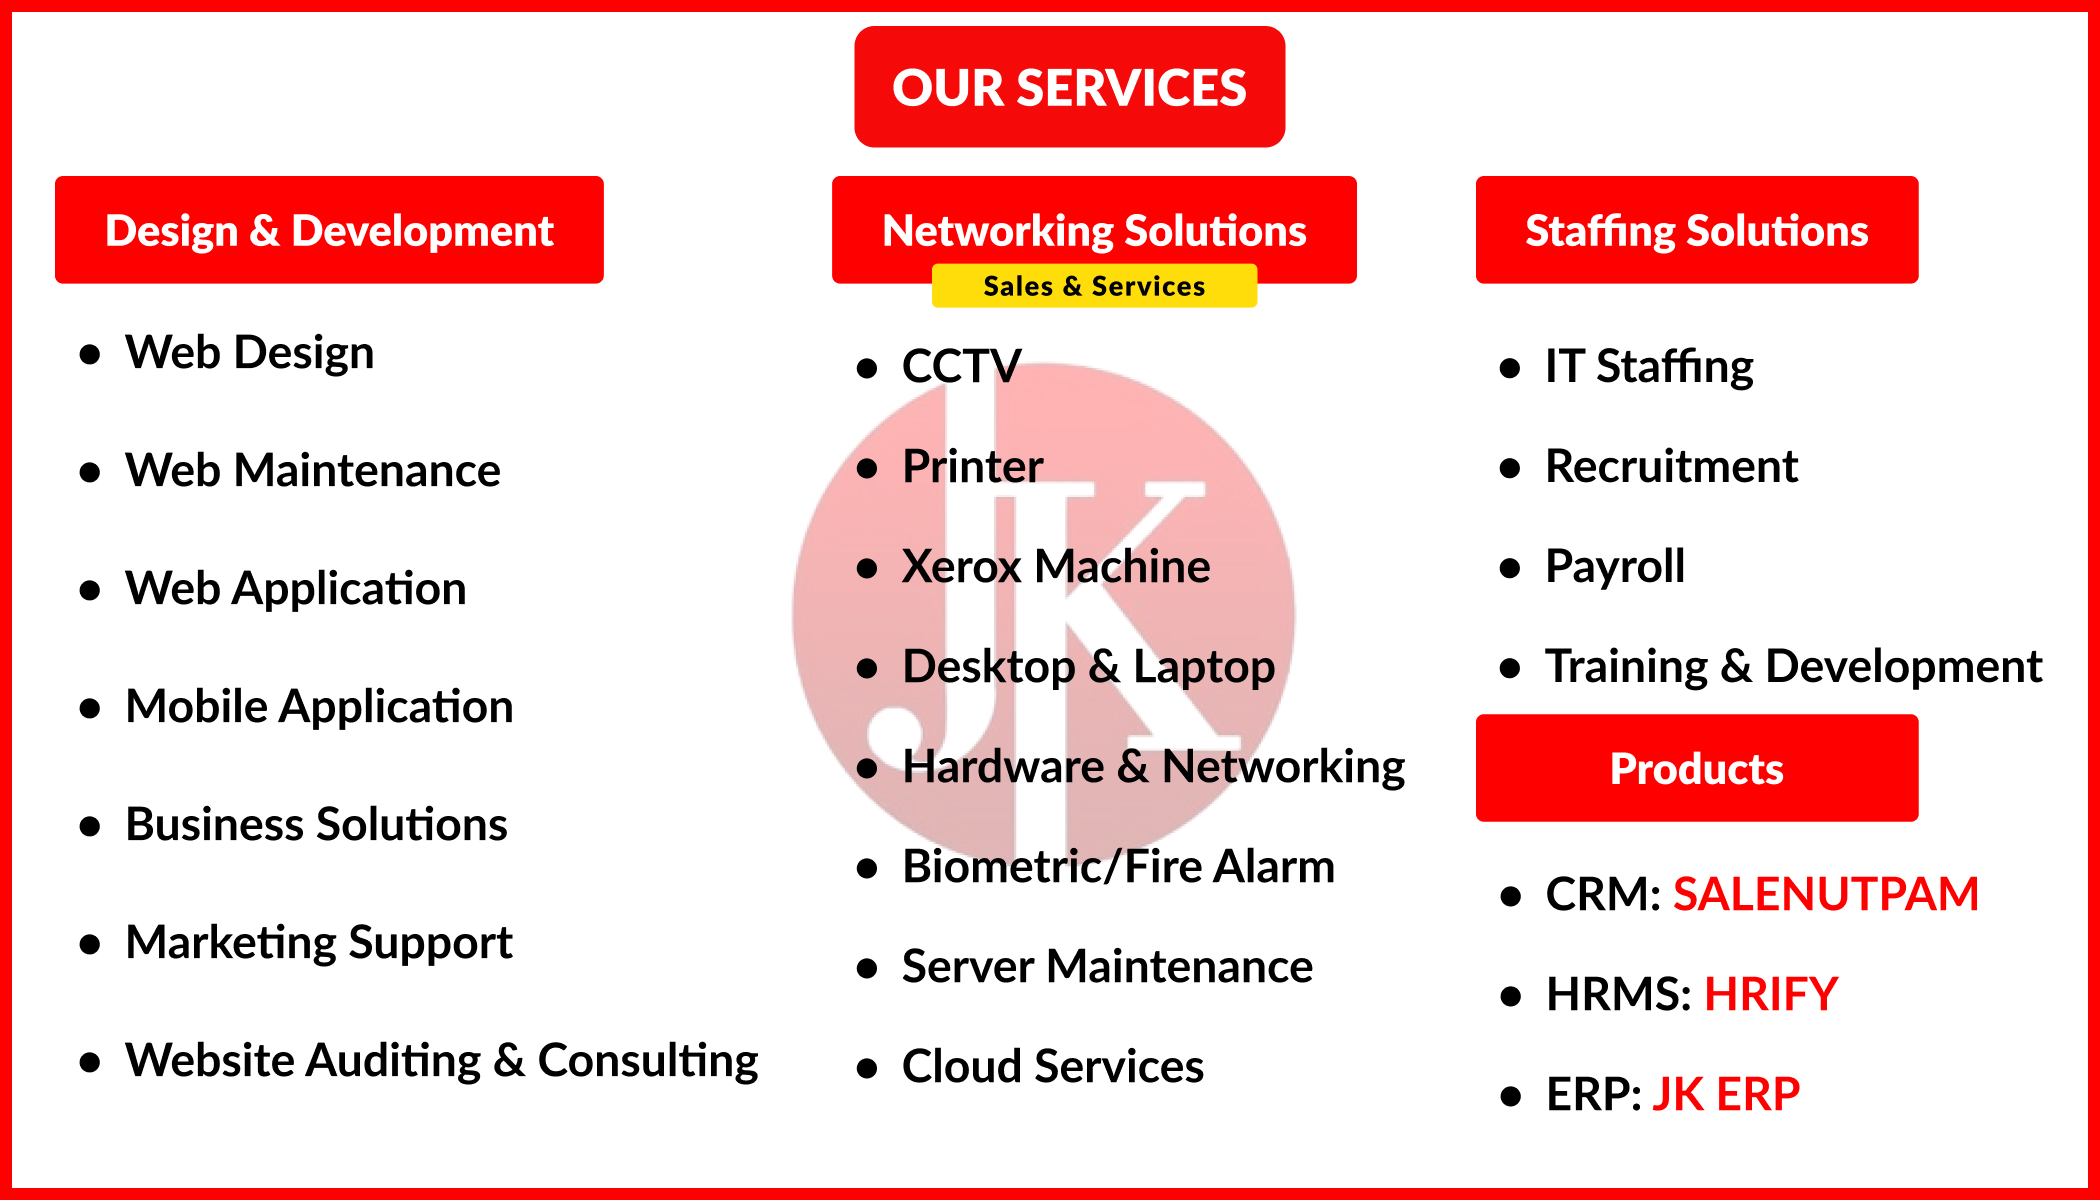 OUR SERVICES
Design & Development
• Web Design
• Web Maintenance
• Web Application
• Mobile Application
• Business Solutions
• Marketing Support
• Website Auditing & Consulting
Networking Solutions
Sales & Services
• CCTV
• Printer
• Xerox Machine
• Desktop & Laptop
• Hardware & Networking
• Biometric/Fire Alarm
• Server Maintenance
• Cloud Services
JK
Staffing Solutions
• IT Staffing
• Recruitment
• Payroll
• Training & Development
Products
• CRM: SALENUTPAM
• HRMS: HRIFY
• ERP: JK ERP